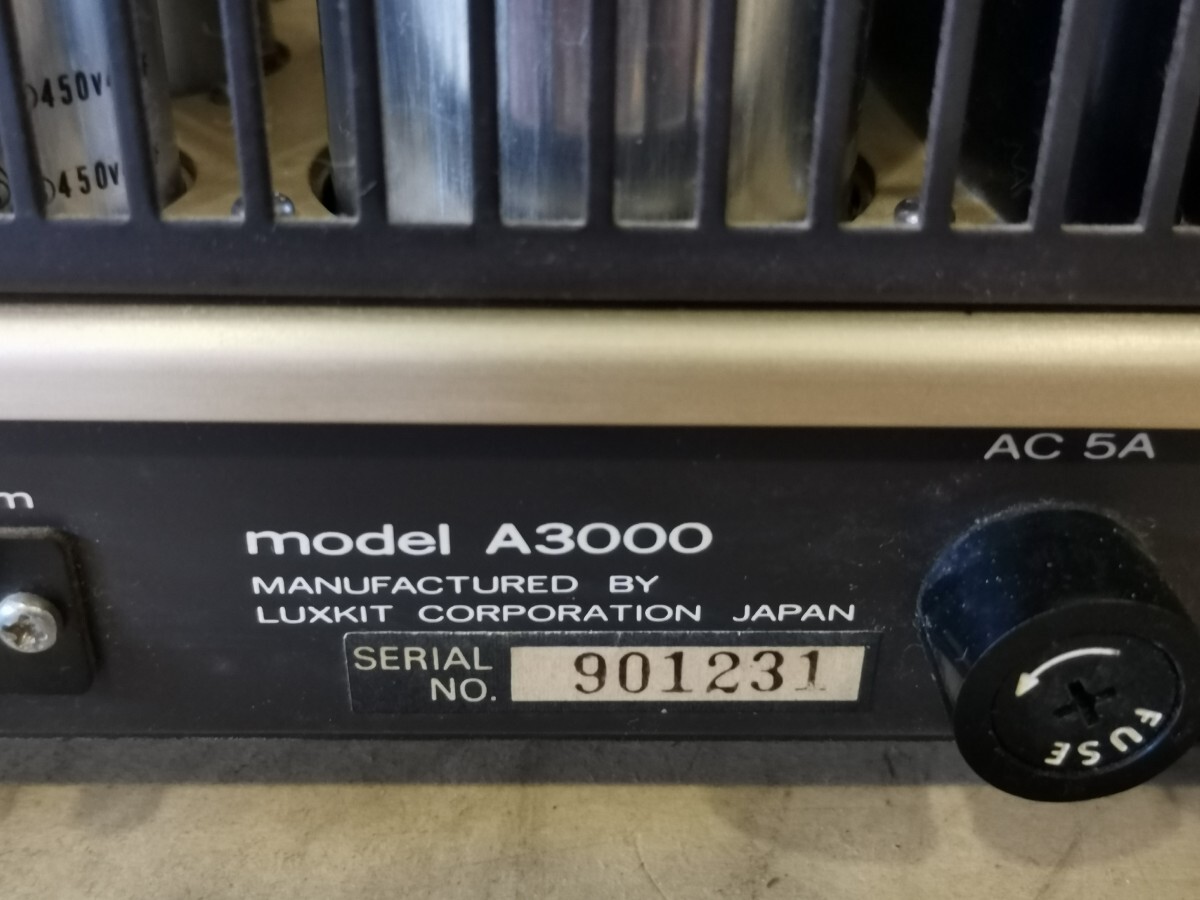 450V
450V
AC 5A
m
model A3000
MANUFACTURED BY
LUXKIT CORPORATION JAPAN
SERIAL NO. 901231
FUSE